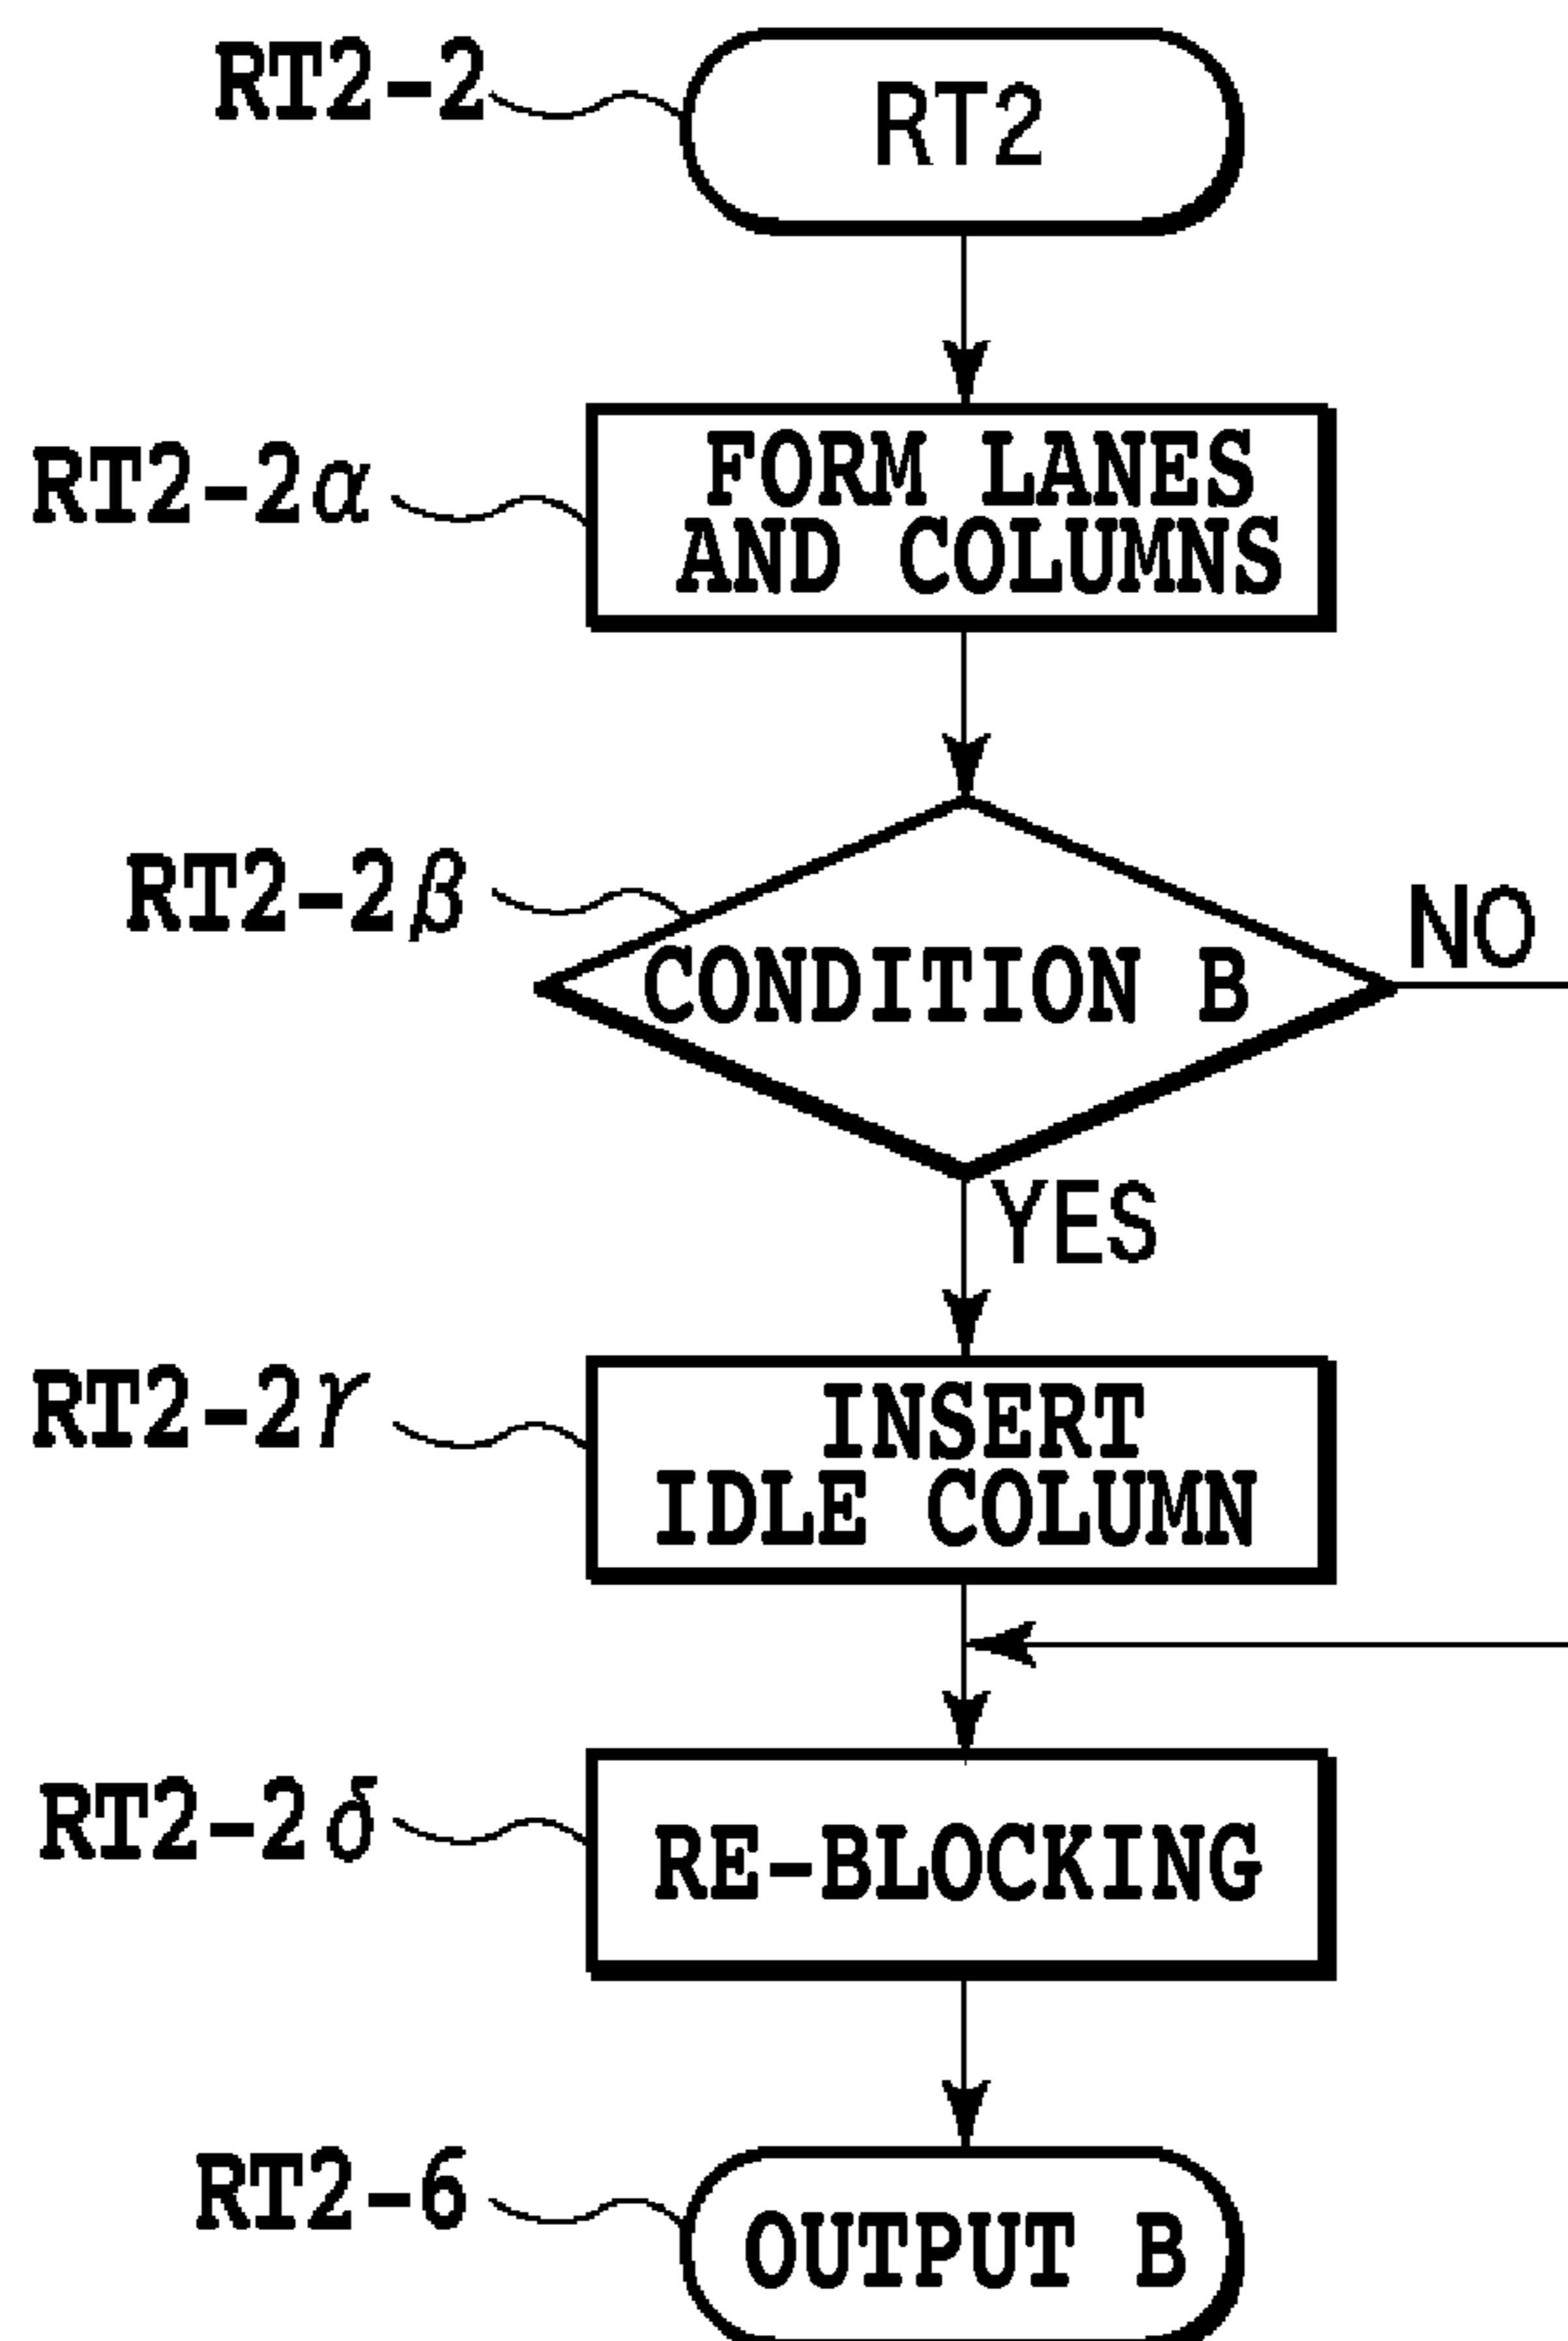 RT2-2
RT2
RT2-2α
FORM LANES
AND COLUMNS
RT2-2β
CONDITION B
NO
YES
RT2-2γ
INSERT
IDLE COLUMN
RT2-2δ
RE-BLOCKING
RT2-6
OUTPUT B